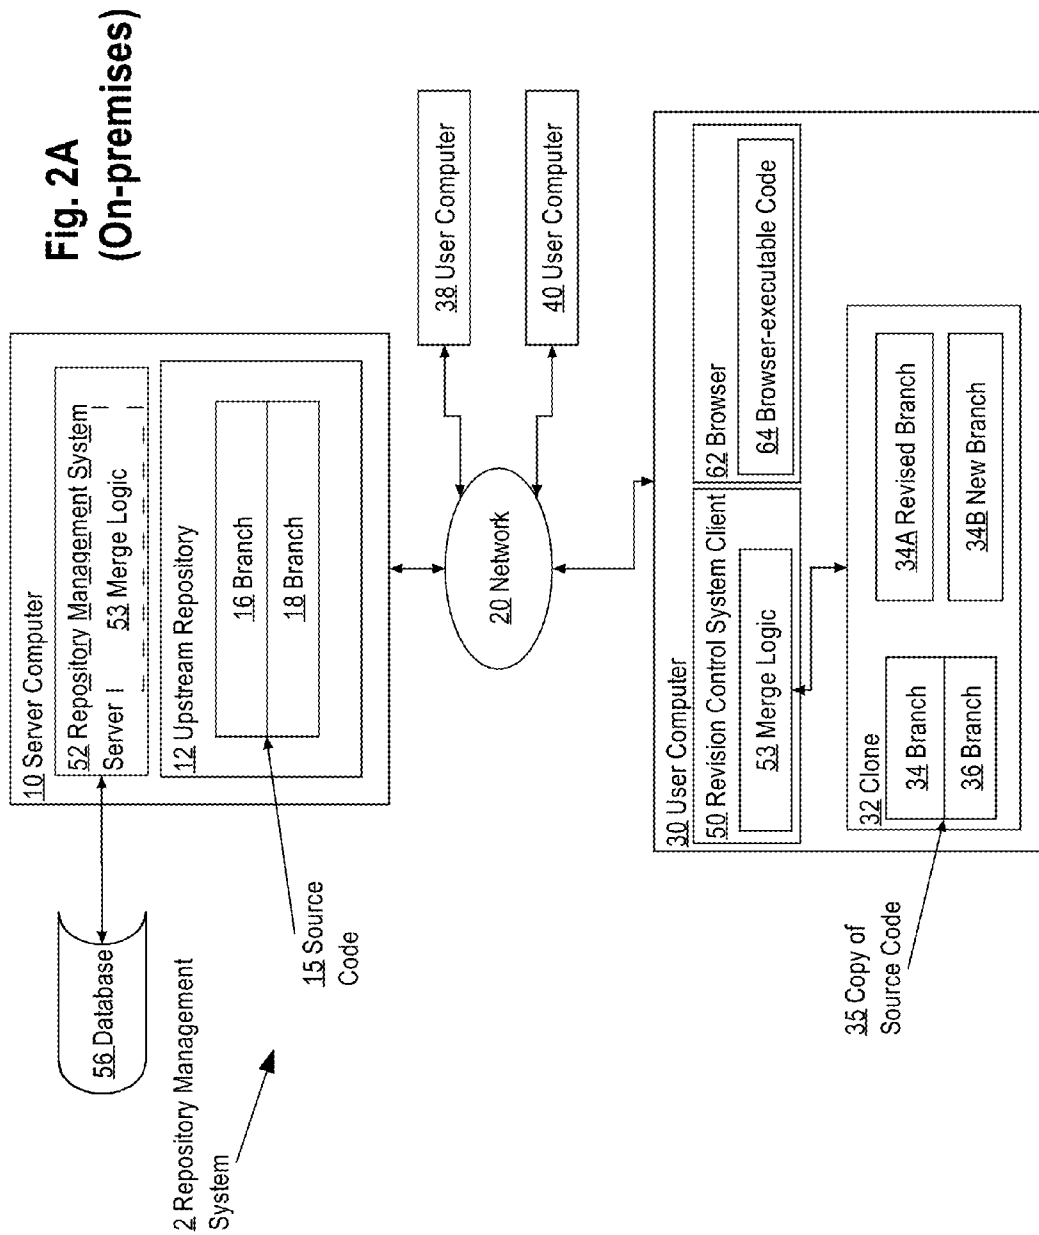 Fig. 2A
(On-premises)
2 Repository Management
System
56 Database
10 Server Computer
52 Repository Management System
Server
53 Merge Logic
12 Upstream Repository
16 Branch
18 Branch
15 Source
Code
20 Network
38 User Computer
40 User Computer
30 User Computer
50 Revision Control System Client
53 Merge Logic
62 Browser
64 Browser-executable Code
32 Clone
34 Branch
36 Branch
34A Revised Branch
34B New Branch
35 Copy of
Source Code